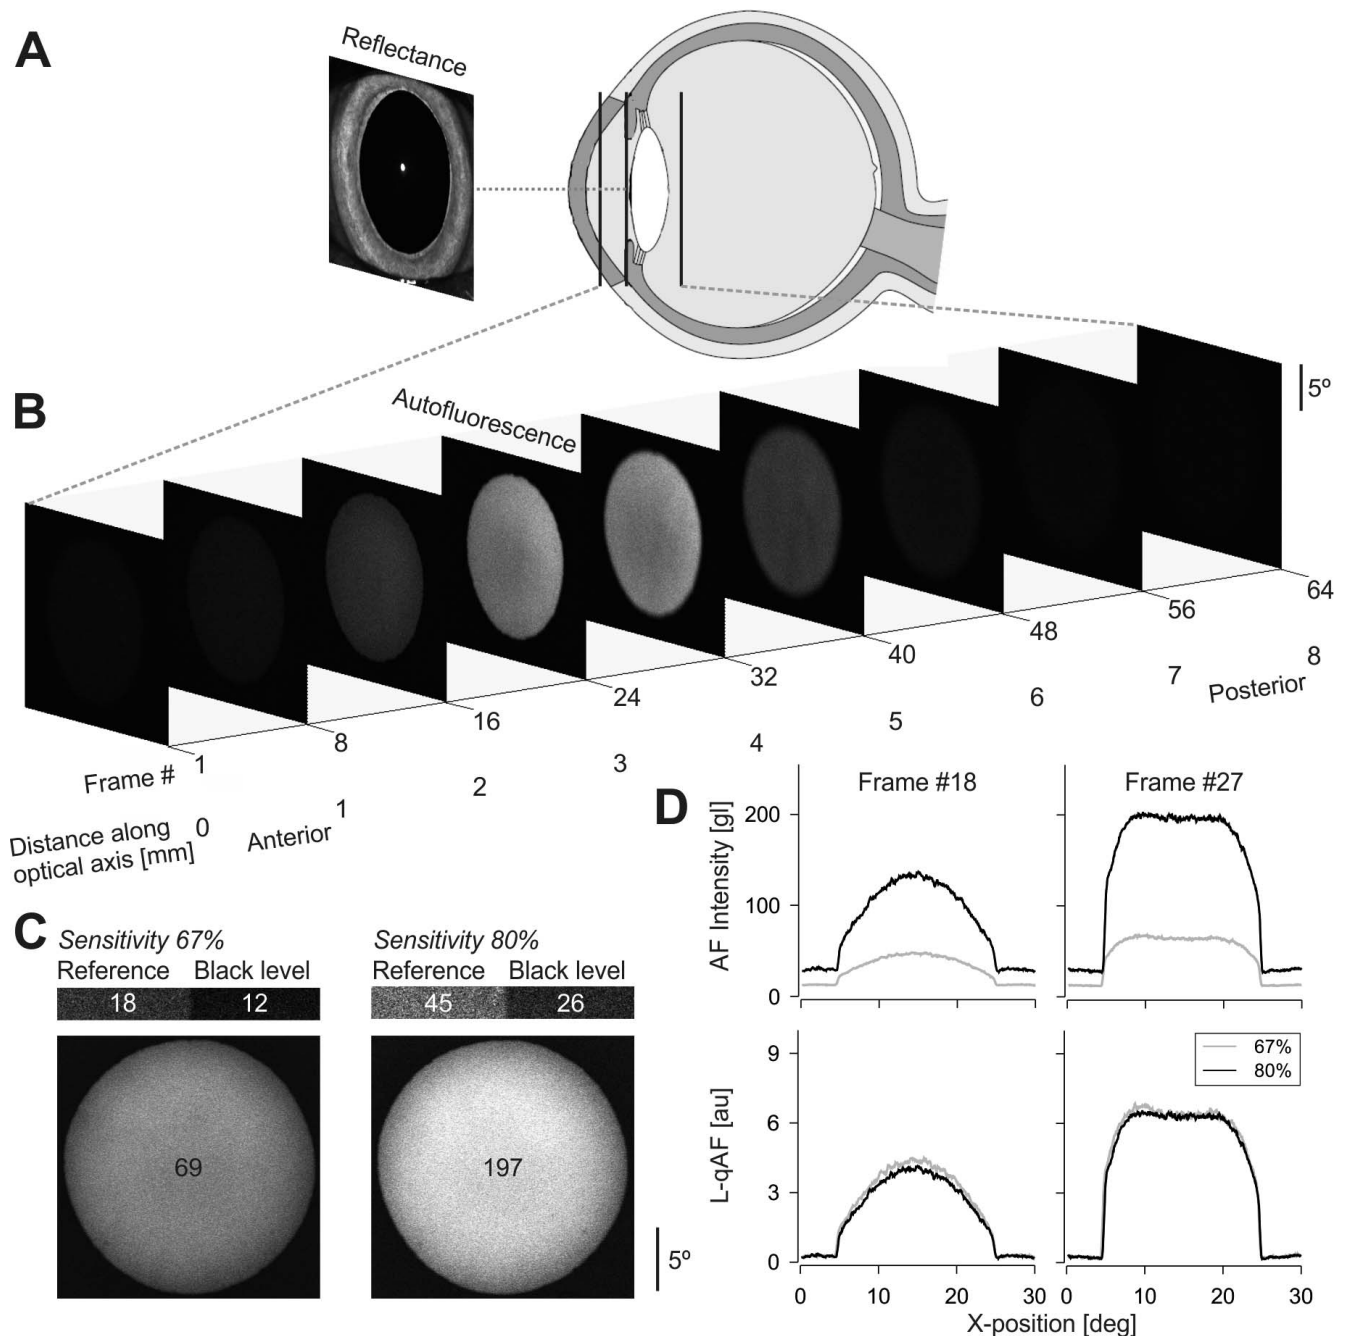 A
Reflectance
B
Autofluorescence
5º
Frame #
1
8
16
24
32
40
48
56
64
Distance along
optical axis [mm]
0
1
2
3
4
5
6
7
8
Anterior
Posterior
C
Sensitivity 67%
Reference Black level
18 12
69
Sensitivity 80%
Reference Black level
45 26
197
5º
D
Frame #18
Frame #27
AF Intensity [gl]
200
100
0
67%
80%
L-qAF [au]
9
6
3
0
0 10 20 30
0 10 20 30
X-position [deg]